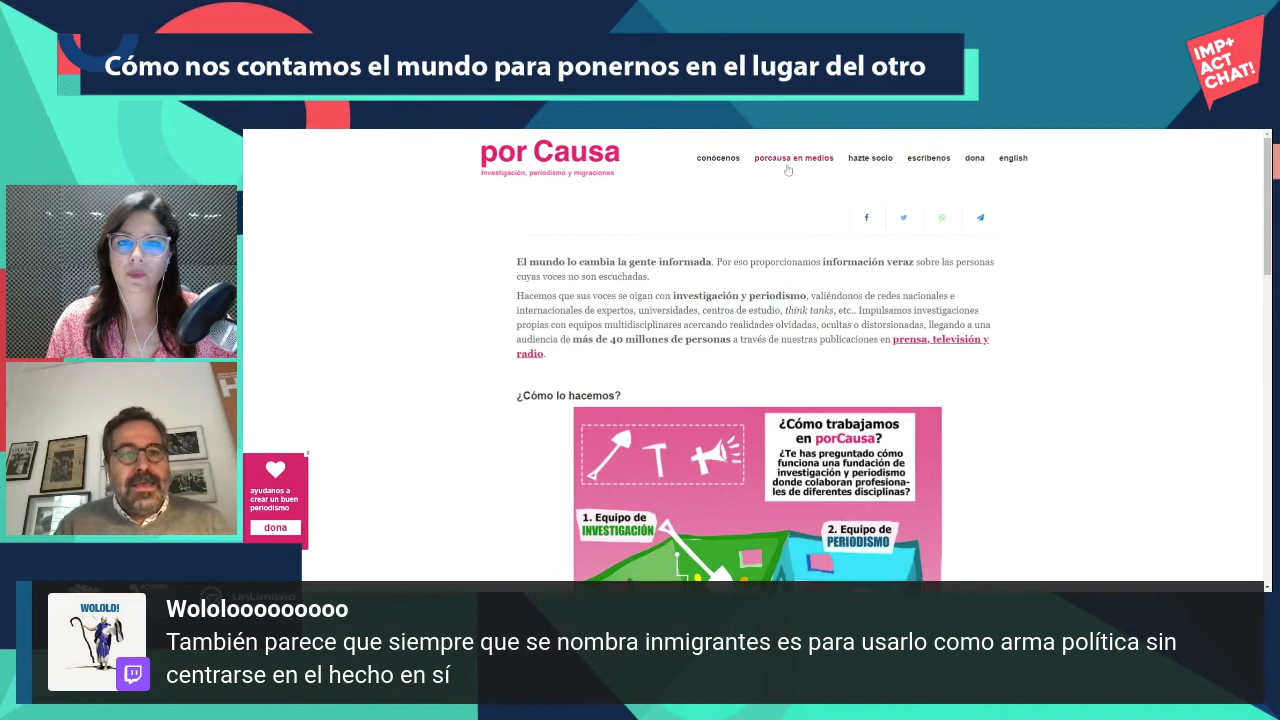 Cómo nos contamos el mundo para ponernos en el lugar del otro
IMP+
ACT
CHAT!
por Causa
Investigación, periodismo y migraciones
conócenos porcausa en medios hazte socio escríbenos dona english
El mundo lo cambia la gente informada. Por eso proporcionamos información veraz sobre las personas
cuyas voces no son escuchadas.
Hacemos que sus voces se oigan con investigación y periodismo, valiéndonos de redes nacionales e
internacionales de expertos, universidades, centros de estudio, think tanks, etc.. Impulsamos investigaciones
propias con equipos multidisciplinares acercando realidades olvidadas, ocultas o distorsionadas, llegando a una
audiencia de más de 40 millones de personas a través de nuestras publicaciones en prensa, televisión y
radio.
¿Cómo lo hacemos?
¿Cómo trabajamos
en porCausa?
¿Te has preguntado cómo
funciona una fundación de
investigación y periodismo
donde colaboran profesiona-
les de diferentes disciplinas?
1. Equipo de
INVESTIGACIÓN
2. Equipo de
PERIODISMO
ayudanos a
crear un buen
periodismo
dona
WOLOLO!
Wololooooooooo
También parece que siempre que se nombra inmigrantes es para usarlo como arma política sin
centrarse en el hecho en sí